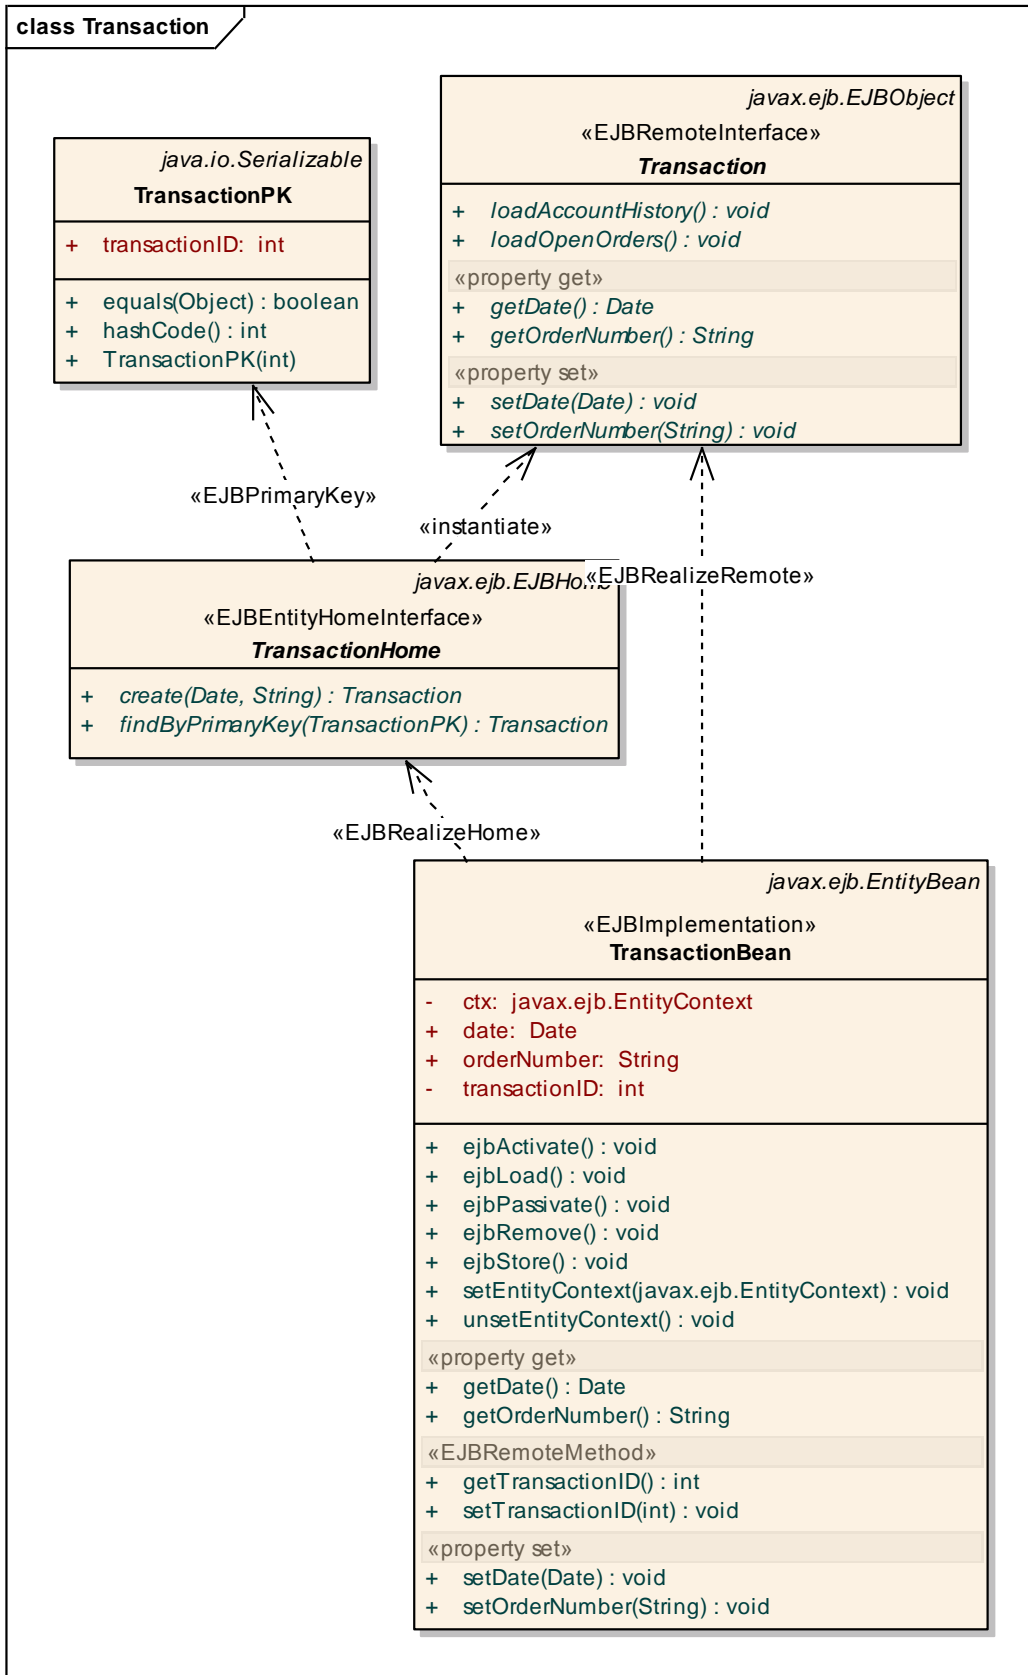 class Transaction
java.io.Serializable
TransactionPK
+ transactionID: int
+ equals(Object) : boolean
+ hashCode() : int
+ TransactionPK(int)
javax.ejb.EJBObject
«EJBRemoteInterface»
Transaction
+ loadAccountHistory() : void
+ loadOpenOrders() : void
«property get»
+ getDate() : Date
+ getOrderNumber() : String
«property set»
+ setDate(Date) : void
+ setOrderNumber(String) : void
«EJBPrimaryKey»
«instantiate»
«EJBRealizeRemote»
javax.ejb.EJBHome
«EJBEntityHomeInterface»
TransactionHome
+ create(Date, String) : Transaction
+ findByPrimaryKey(TransactionPK) : Transaction
«EJBRealizeHome»
javax.ejb.EntityBean
«EJBImplementation»
TransactionBean
- ctx: javax.ejb.EntityContext
+ date: Date
+ orderNumber: String
- transactionID: int
+ ejbActivate() : void
+ ejbLoad() : void
+ ejbPassivate() : void
+ ejbRemove() : void
+ ejbStore() : void
+ setEntityContext(javax.ejb.EntityContext) : void
+ unsetEntityContext() : void
«property get»
+ getDate() : Date
+ getOrderNumber() : String
«EJBRemoteMethod»
+ getTransactionID() : int
+ setTransactionID(int) : void
«property set»
+ setDate(Date) : void
+ setOrderNumber(String) : void